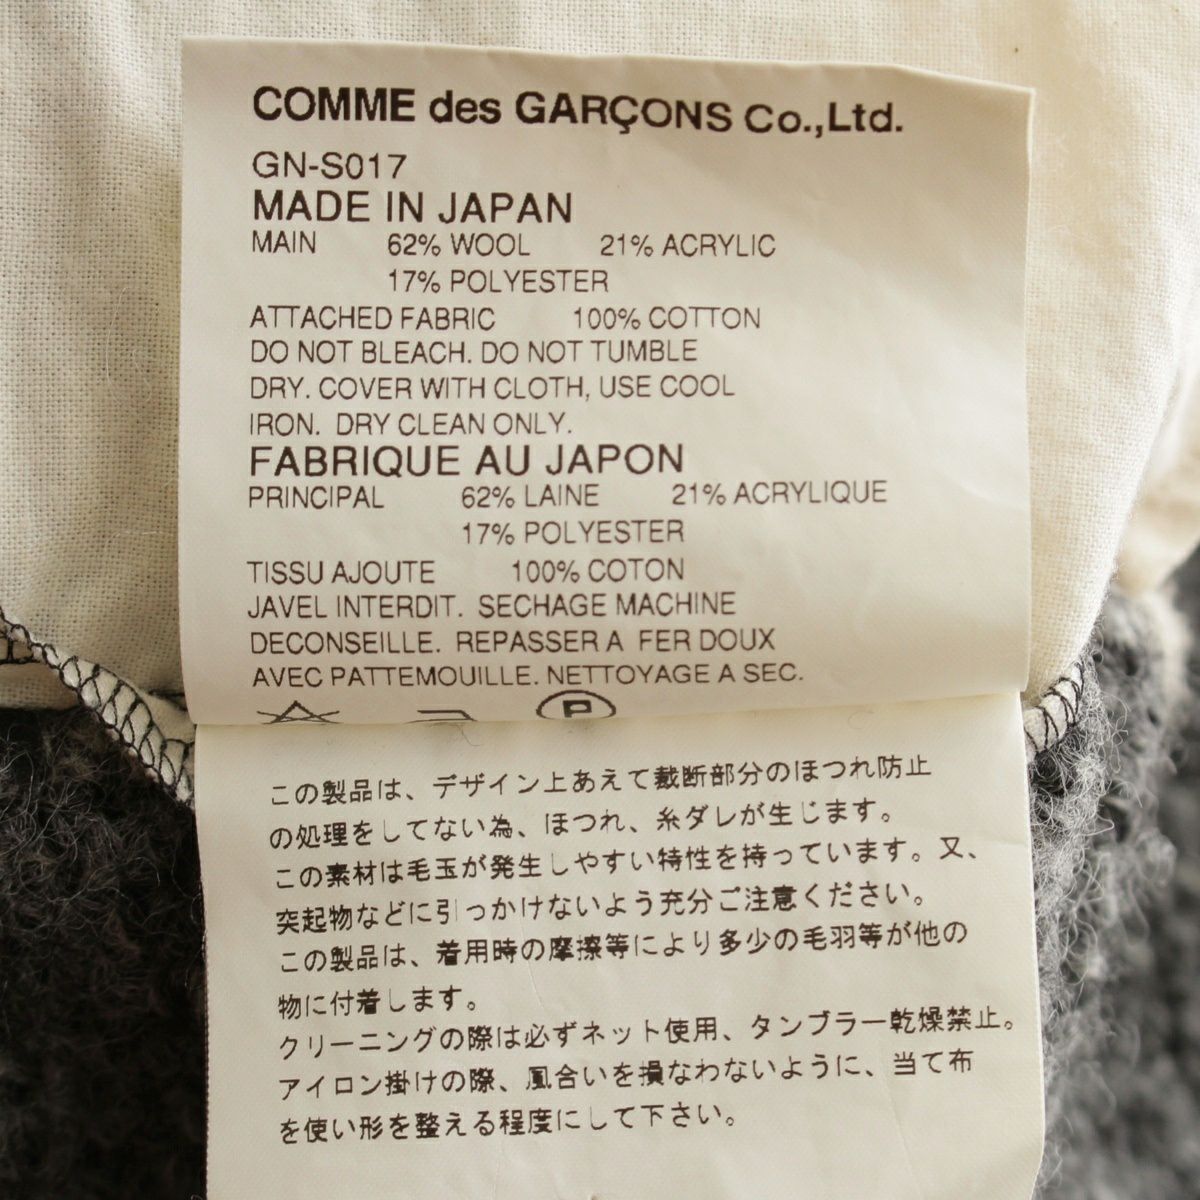 COMME des GARÇONS Co.,Ltd.
GN-S017
MADE IN JAPAN
MAIN 62% WOOL 21% ACRYLIC
17% POLYESTER
ATTACHED FABRIC 100% COTTON
DO NOT BLEACH. DO NOT TUMBLE
DRY. COVER WITH CLOTH, USE COOL
IRON. DRY CLEAN ONLY.
FABRIQUE AU JAPON
PRINCIPAL 62% LAINE 21% ACRYLIQUE
17% POLYESTER
TISSU AJOUTE 100% COTON
JAVEL INTERDIT. SECHAGE MACHINE
DECONSEILLE. REPASSER A FER DOUX
AVEC PATTEMOUILLE. NETTOYAGE A SEC.
P
この製品は、デザイン上あえて裁断部分のほつれ防止
の処理をしてない為、ほつれ、糸ダレが生じます。
この素材は毛玉が発生しやすい特性を持っています。又、
突起物などに引っかけないよう充分ご注意ください。
この製品は、着用時の摩擦等により多少の毛羽等が他の
物に付着します。
クリーニングの際は必ずネット使用、タンブラー乾燥禁止。
アイロン掛けの際、風合いを損なわないように、当て布
を使い形を整える程度にして下さい。